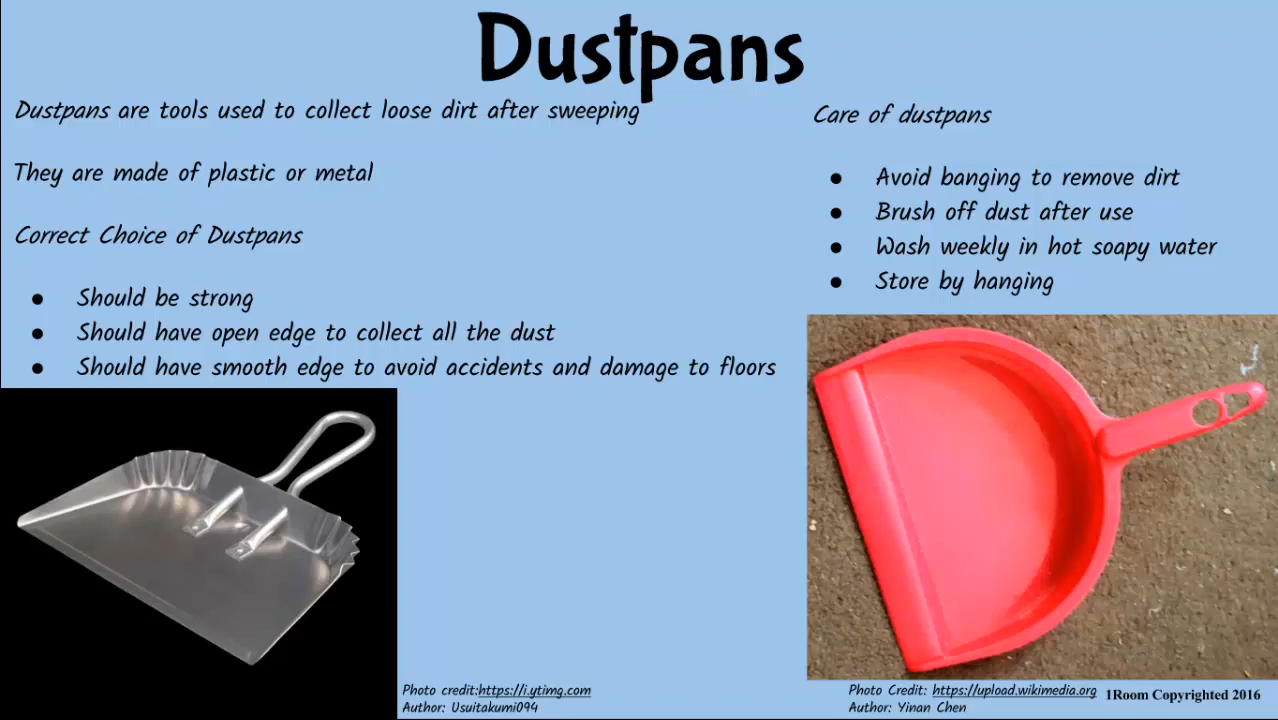 Dustpans
Dustpans are tools used to collect loose dirt after sweeping
They are made of plastic or metal
Correct Choice of Dustpans
● Should be strong
● Should have open edge to collect all the dust
● Should have smooth edge to avoid accidents and damage to floors
Care of dustpans
● Avoid banging to remove dirt
● Brush off dust after use
● Wash weekly in hot soapy water
● Store by hanging
Photo credit:https://i.ytimg.com
Author: Usuitakumi094
Photo Credit: https://upload.wikimedia.org
Author: Yinan Chen
1Room Copyrighted 2016